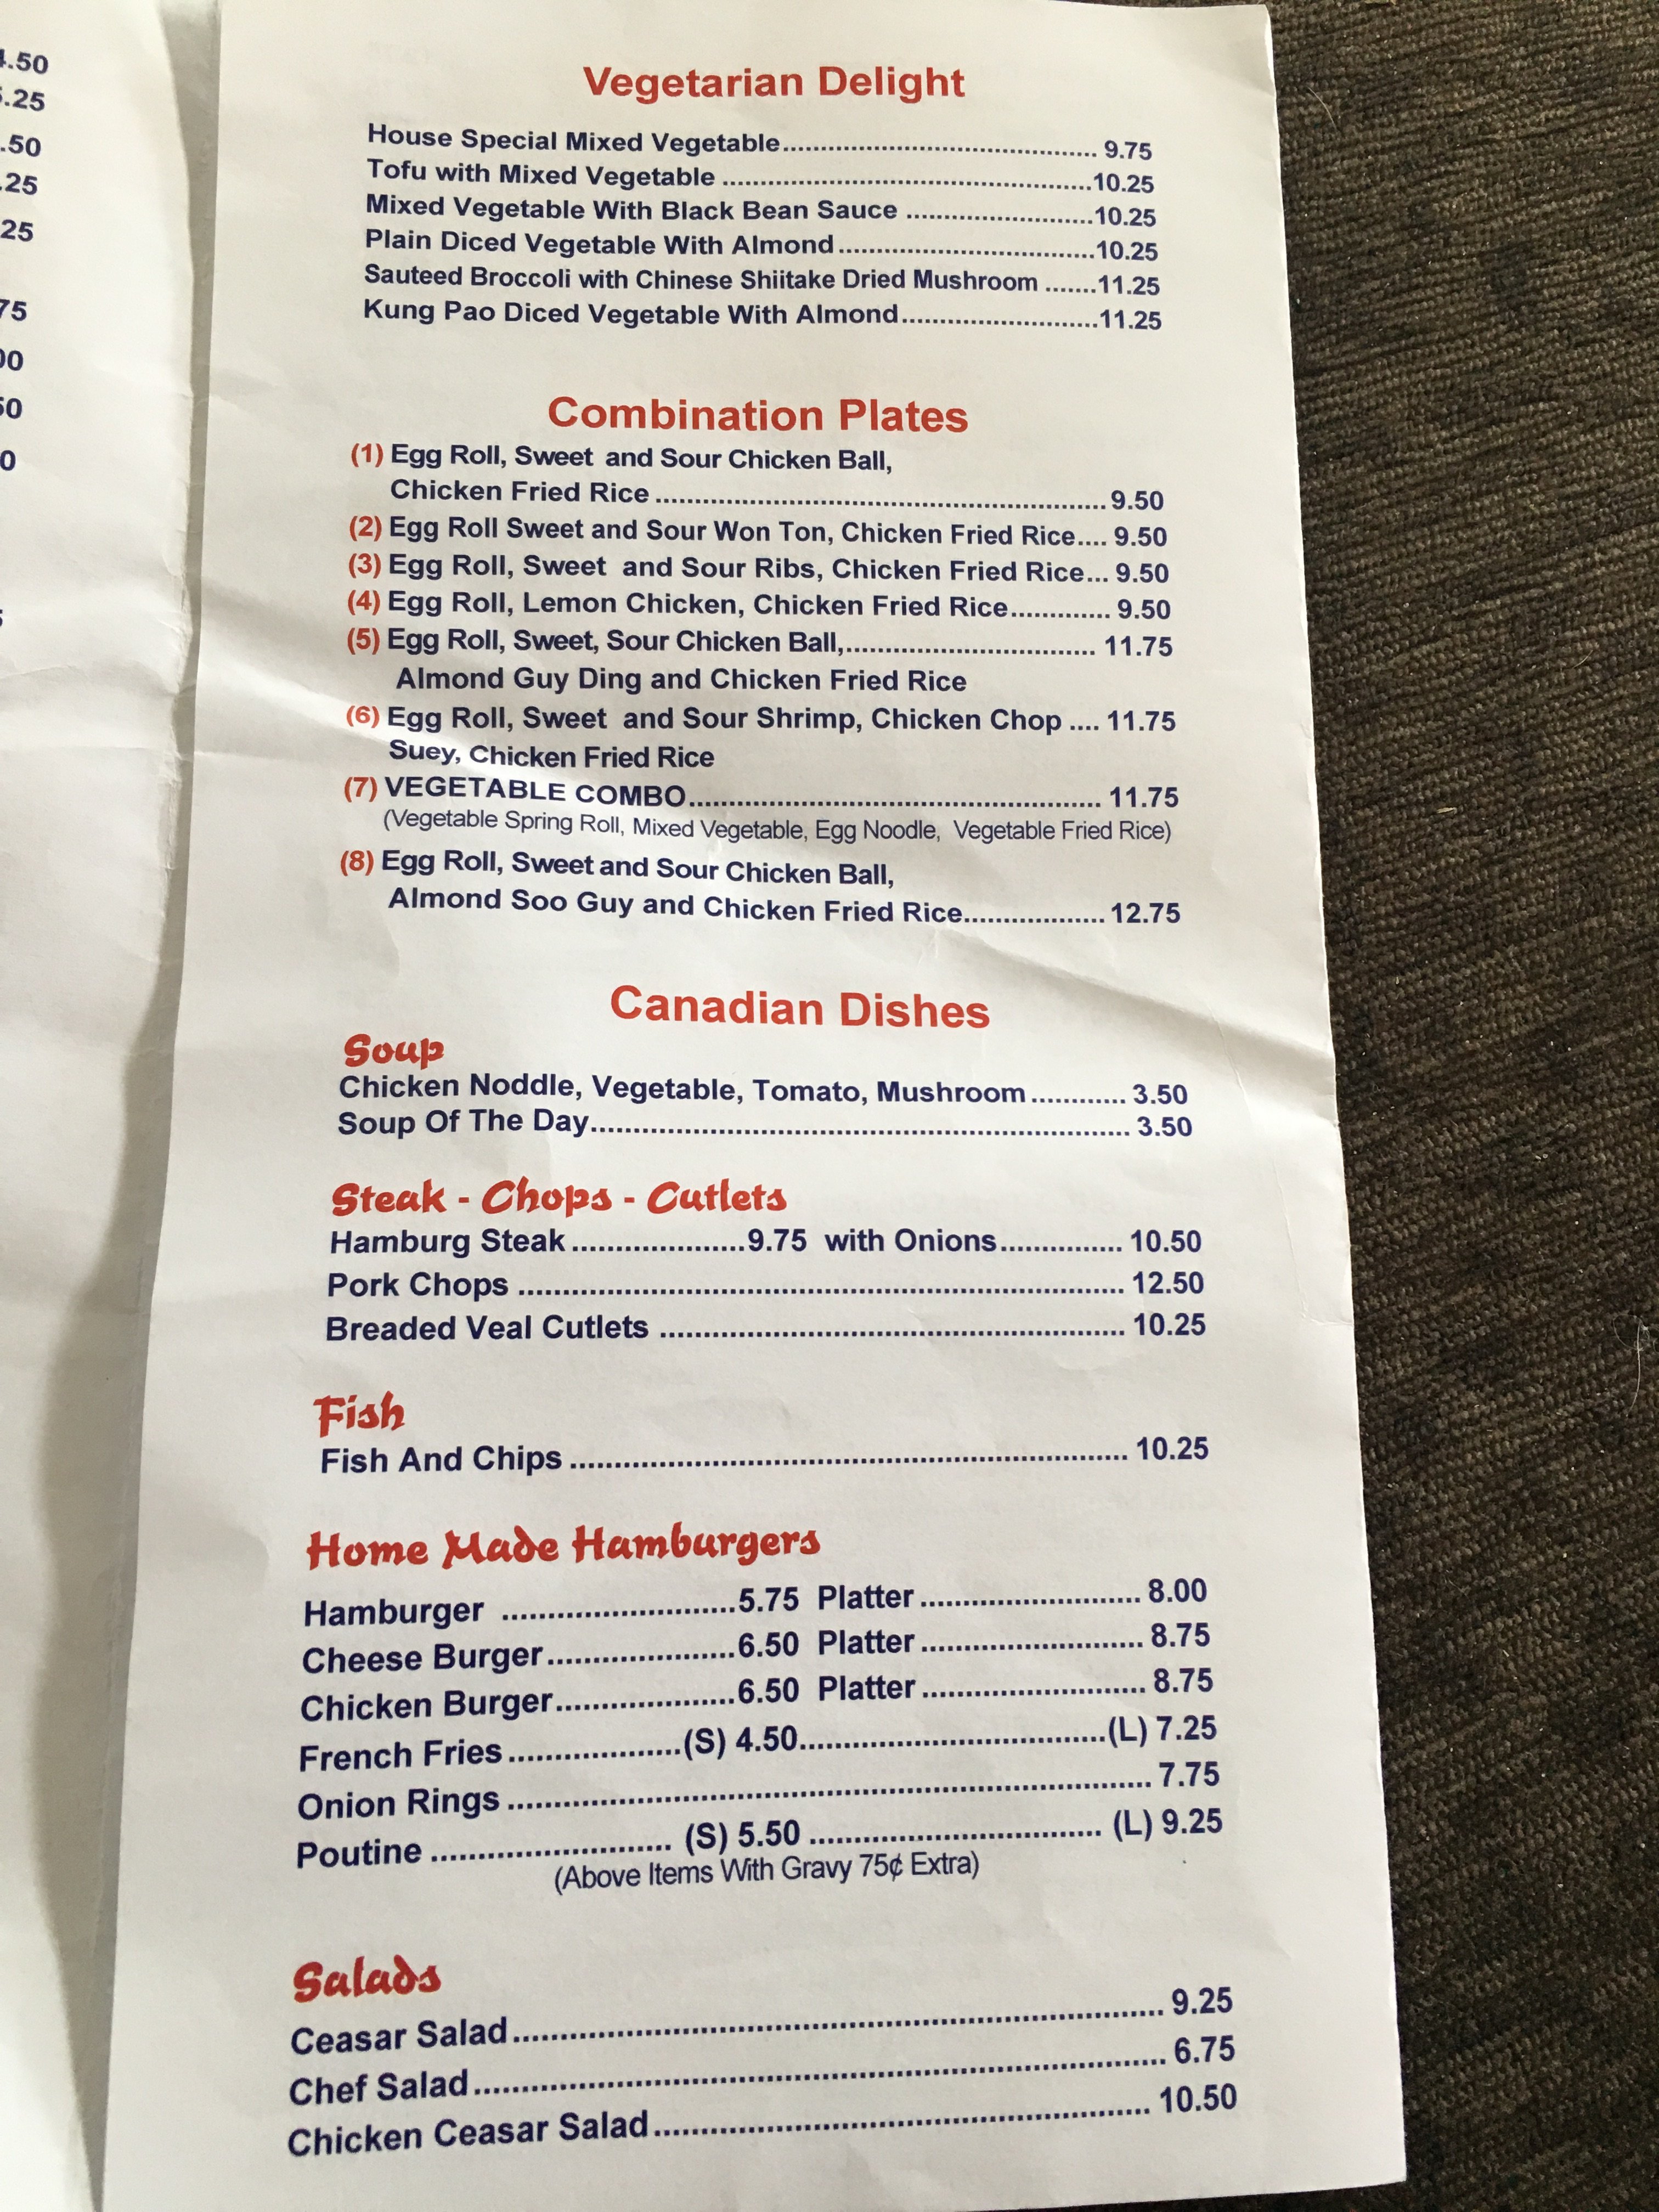 4.50
.25
.50
.25
25
75
00
50
0
Vegetarian Delight
House Special Mixed Vegetable....................................... 9.75
Tofu with Mixed Vegetable ..............................................10.25
Mixed Vegetable With Black Bean Sauce .......................10.25
Plain Diced Vegetable With Almond................................10.25
Sauteed Broccoli with Chinese Shiitake Dried Mushroom .......11.25
Kung Pao Diced Vegetable With Almond.........................11.25
Combination Plates
(1) Egg Roll, Sweet and Sour Chicken Ball,
Chicken Fried Rice ........................................................ 9.50
(2) Egg Roll Sweet and Sour Won Ton, Chicken Fried Rice.... 9.50
(3) Egg Roll, Sweet and Sour Ribs, Chicken Fried Rice... 9.50
(4) Egg Roll, Lemon Chicken, Chicken Fried Rice............. 9.50
(5) Egg Roll, Sweet, Sour Chicken Ball,............................... 11.75
Almond Guy Ding and Chicken Fried Rice
(6) Egg Roll, Sweet and Sour Shrimp, Chicken Chop .... 11.75
Suey, Chicken Fried Rice
(7) VEGETABLE COMBO................................................... 11.75
(Vegetable Spring Roll, Mixed Vegetable, Egg Noodle, Vegetable Fried Rice)
(8) Egg Roll, Sweet and Sour Chicken Ball,
Almond Soo Guy and Chicken Fried Rice.................. 12.75
Canadian Dishes
Soup
Chicken Noddle, Vegetable, Tomato, Mushroom............ 3.50
Soup Of The Day................................................................ 3.50
Steak - Chops - Cutlets
Hamburg Steak....................9.75 with Onions.............. 10.50
Pork Chops ...................................................................... 12.50
Breaded Veal Cutlets ...................................................... 10.25
Fish
Fish And Chips ................................................................ 10.25
Home Made Hamburgers
Hamburger .........................5.75 Platter........................ 8.00
Cheese Burger....................6.50 Platter........................ 8.75
Chicken Burger...................6.50 Platter........................ 8.75
French Fries...................(S) 4.50.................................(L) 7.25
Onion Rings ..................................................................... 7.75
Poutine .......................... (S) 5.50 ................................ (L) 9.25
(Above Items With Gravy 75¢ Extra)
Salads
Ceasar Salad..................................................................... 9.25
Chef Salad......................................................................... 6.75
Chicken Ceasar Salad..................................................... 10.50